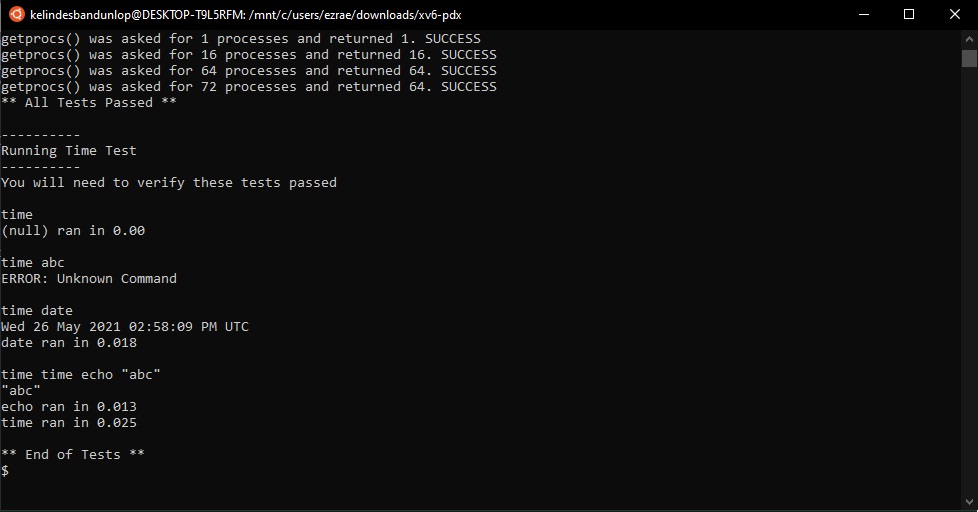 kelindesbandunlop@DESKTOP-T9L5RFM: /mnt/c/users/ezrae/downloads/xv6-pdx
getprocs() was asked for 1 processes and returned 1. SUCCESS
getprocs() was asked for 16 processes and returned 16. SUCCESS
getprocs() was asked for 64 processes and returned 64. SUCCESS
getprocs() was asked for 72 processes and returned 64. SUCCESS
** All Tests Passed **
----------
Running Time Test
----------
You will need to verify these tests passed
time
(null) ran in 0.00
time abc
ERROR: Unknown Command
time date
Wed 26 May 2021 02:58:09 PM UTC
date ran in 0.018
time time echo "abc"
"abc"
echo ran in 0.013
time ran in 0.025
** End of Tests **
$